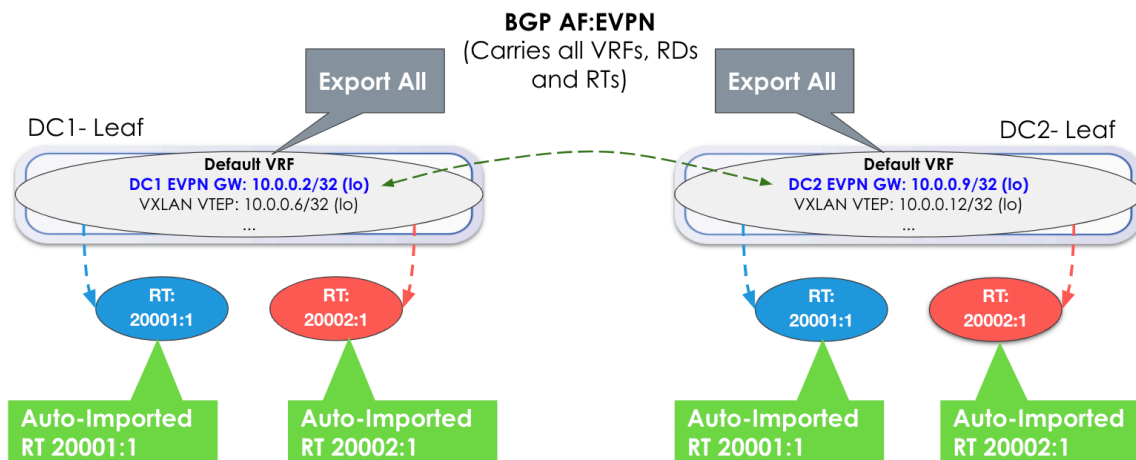 BGP AF:EVPN
(Carries all VRFs, RDs
and RTs)
Export All
Export All
DC1- Leaf
DC2- Leaf
Default VRF
DC1 EVPN GW: 10.0.0.2/32 (lo)
VXLAN VTEP: 10.0.0.6/32 (lo)
...
Default VRF
DC2 EVPN GW: 10.0.0.9/32 (lo)
VXLAN VTEP: 10.0.0.12/32 (lo)
...
RT:
20001:1
RT:
20002:1
RT:
20001:1
RT:
20002:1
Auto-Imported
RT 20001:1
Auto-Imported
RT 20002:1
Auto-Imported
RT 20001:1
Auto-Imported
RT 20002:1